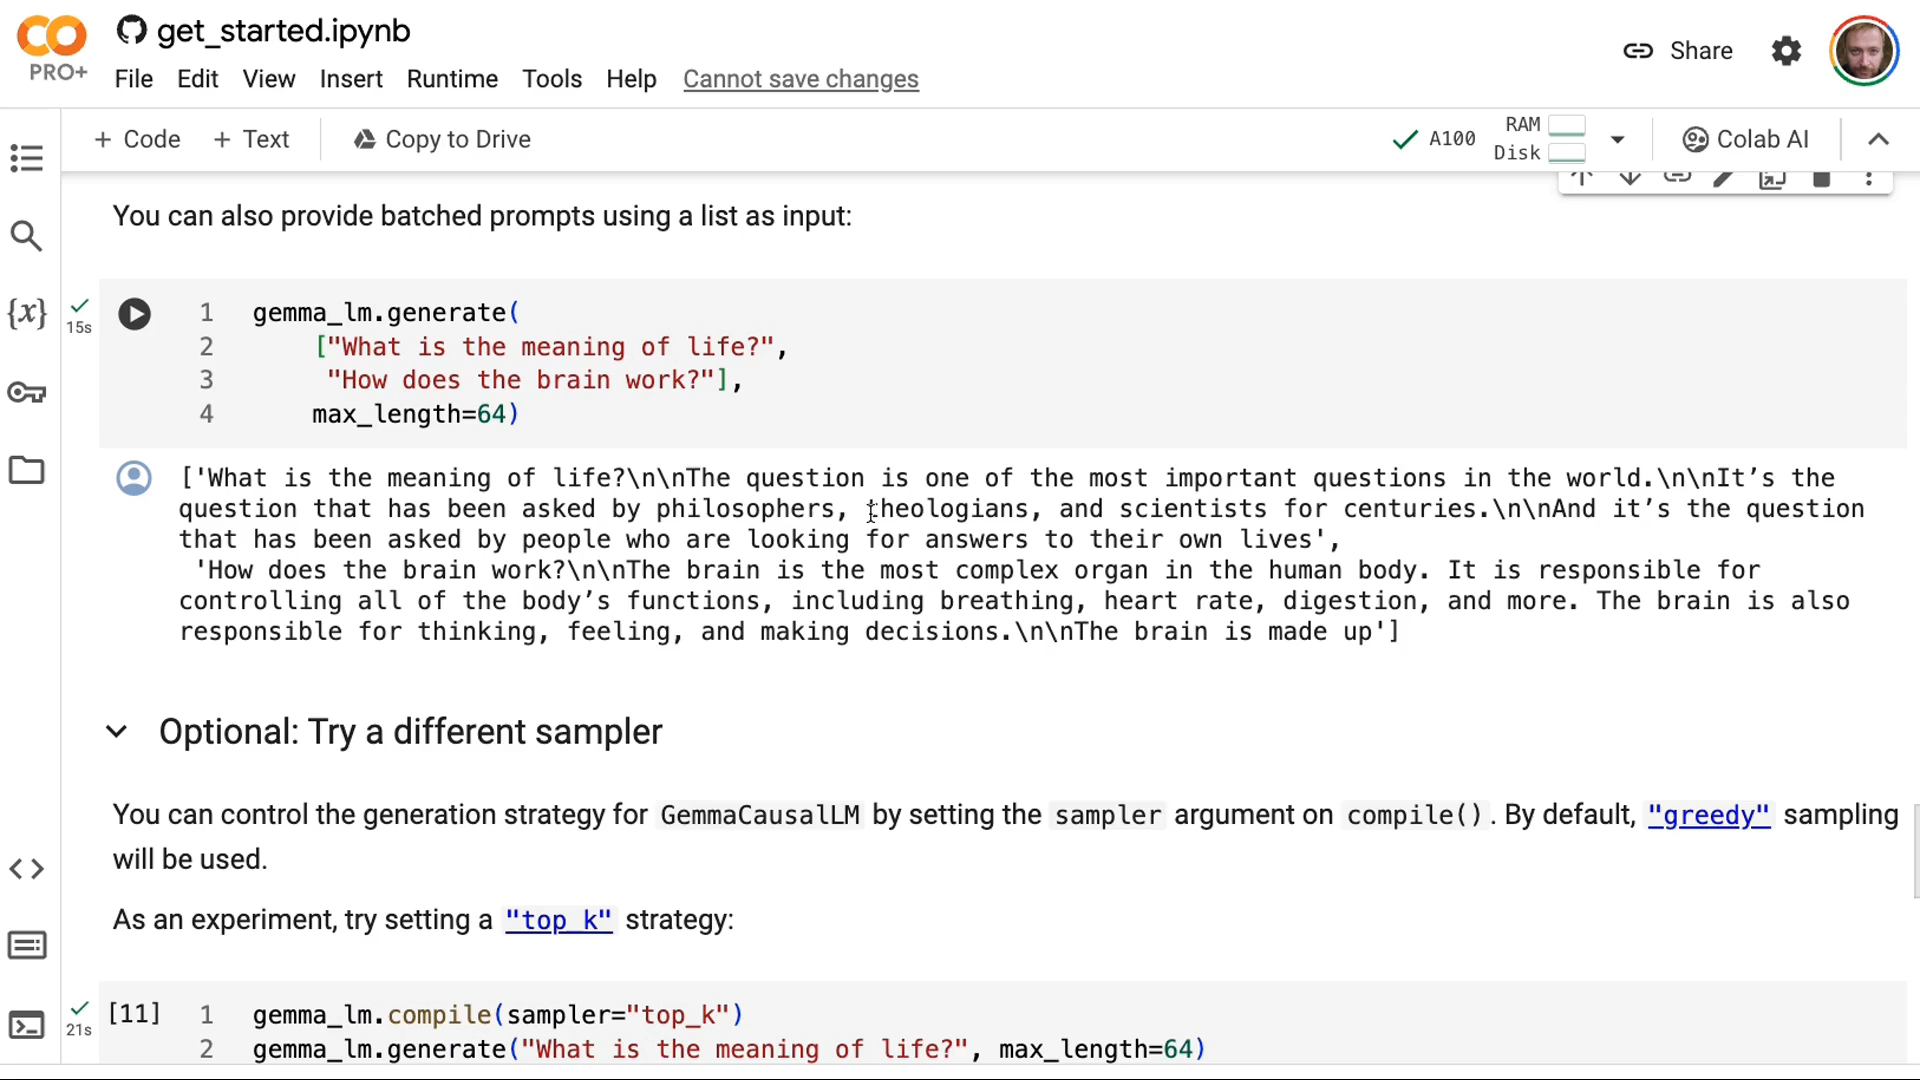 get_started.ipynb
PRO+
File Edit View Insert Runtime Tools Help Cannot save changes
Share
+ Code + Text Copy to Drive
A100
RAM
Disk
Colab AI
You can also provide batched prompts using a list as input:
15s
1 gemma_lm.generate(
2 ["What is the meaning of life?",
3 "How does the brain work?"],
4 max_length=64)
['What is the meaning of life?\n\nThe question is one of the most important questions in the world.\n\nIt’s the
question that has been asked by philosophers, theologians, and scientists for centuries.\n\nAnd it’s the question
that has been asked by people who are looking for answers to their own lives',
'How does the brain work?\n\nThe brain is the most complex organ in the human body. It is responsible for
controlling all of the body’s functions, including breathing, heart rate, digestion, and more. The brain is also
responsible for thinking, feeling, and making decisions.\n\nThe brain is made up']
Optional: Try a different sampler
You can control the generation strategy for GemmaCausalLM by setting the sampler argument on compile(). By default, "greedy" sampling
will be used.
As an experiment, try setting a "top_k" strategy:
21s
[11] 1 gemma_lm.compile(sampler="top_k")
2 gemma_lm.generate("What is the meaning of life?", max_length=64)